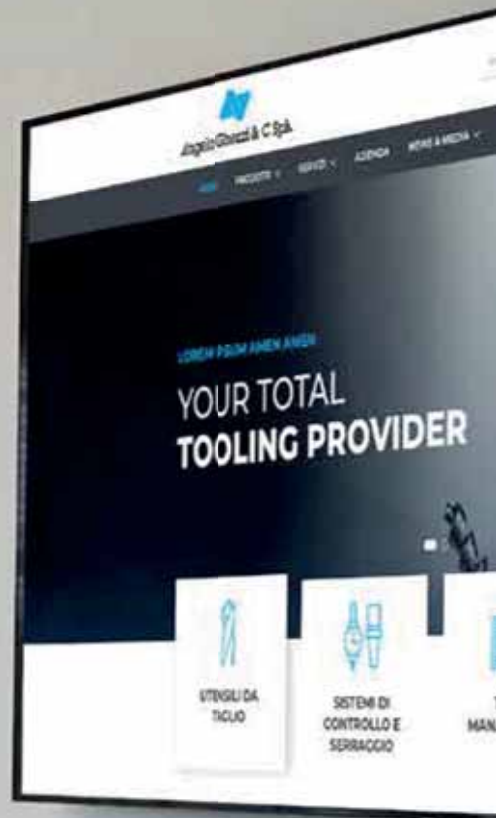 Angelo Ghezzi & C SpA
HOME PRODOTTI SERVIZI AZIENDA NEWS & MEDIA
LOREM IPSUM AMEN AMEN
YOUR TOTAL
TOOLING PROVIDER
UTENSILI DA
TAGLIO
SISTEMI DI
CONTROLLO E
SERRAGGIO